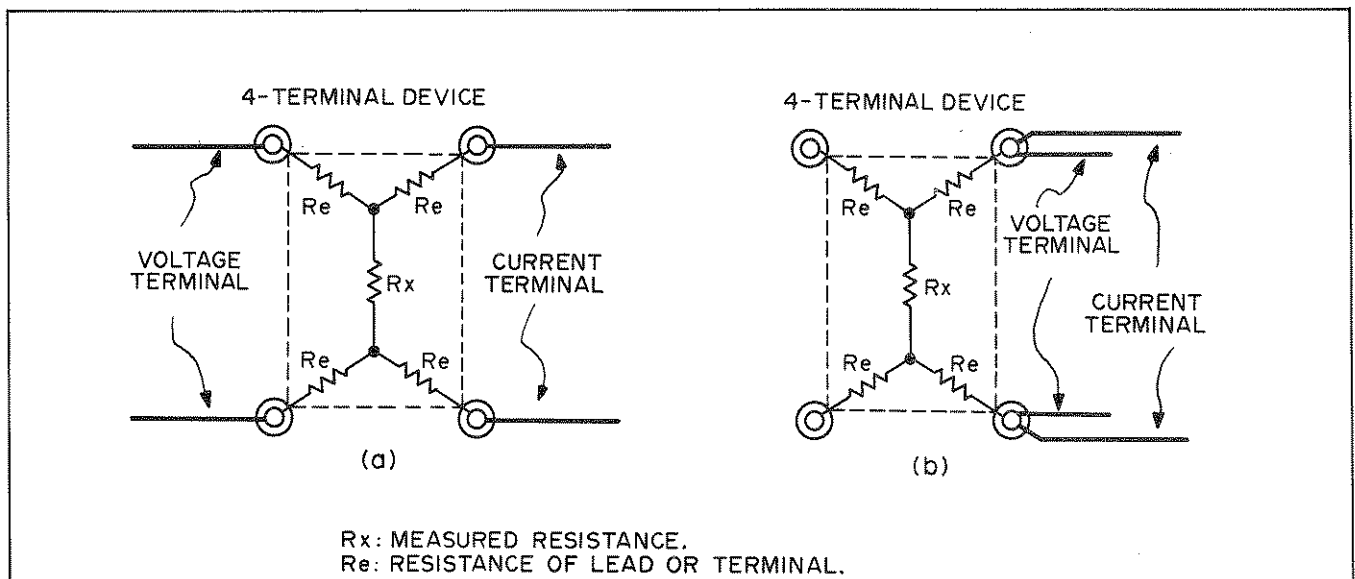 4-TERMINAL DEVICE
Re
Re
VOLTAGE
TERMINAL
Rx
CURRENT
TERMINAL
Re
Re
(a)
4-TERMINAL DEVICE
Re
Re
VOLTAGE
TERMINAL
Rx
CURRENT
TERMINAL
Re
Re
(b)
Rx: MEASURED RESISTANCE.
Re: RESISTANCE OF LEAD OR TERMINAL.